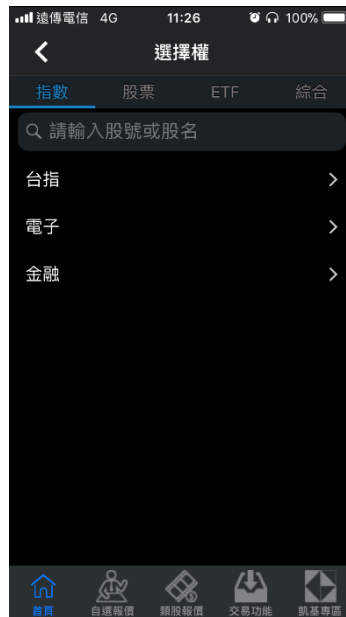 遠傳電信 4G 11:26 100%
選擇權
指數 股票 ETF 綜合
請輸入股號或股名
台指
電子
金融
首頁 自選報價 類股報價 交易功能 凱基專區